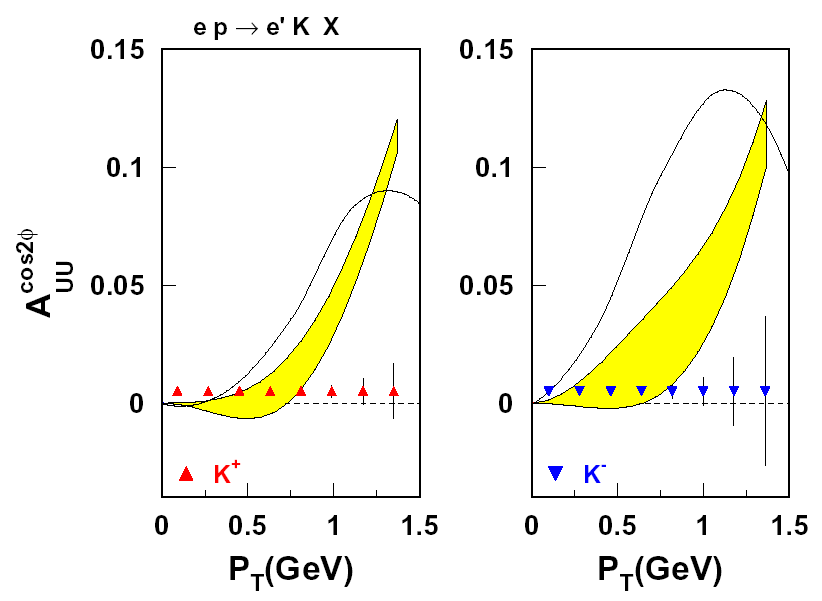 e p → e' K X
0.15
0.1
0.05
0
A_UU^cos2ϕ
K+
0 0.5 1 1.5
P_T(GeV)
0.15
0.1
0.05
0
K-
0 0.5 1 1.5
P_T(GeV)